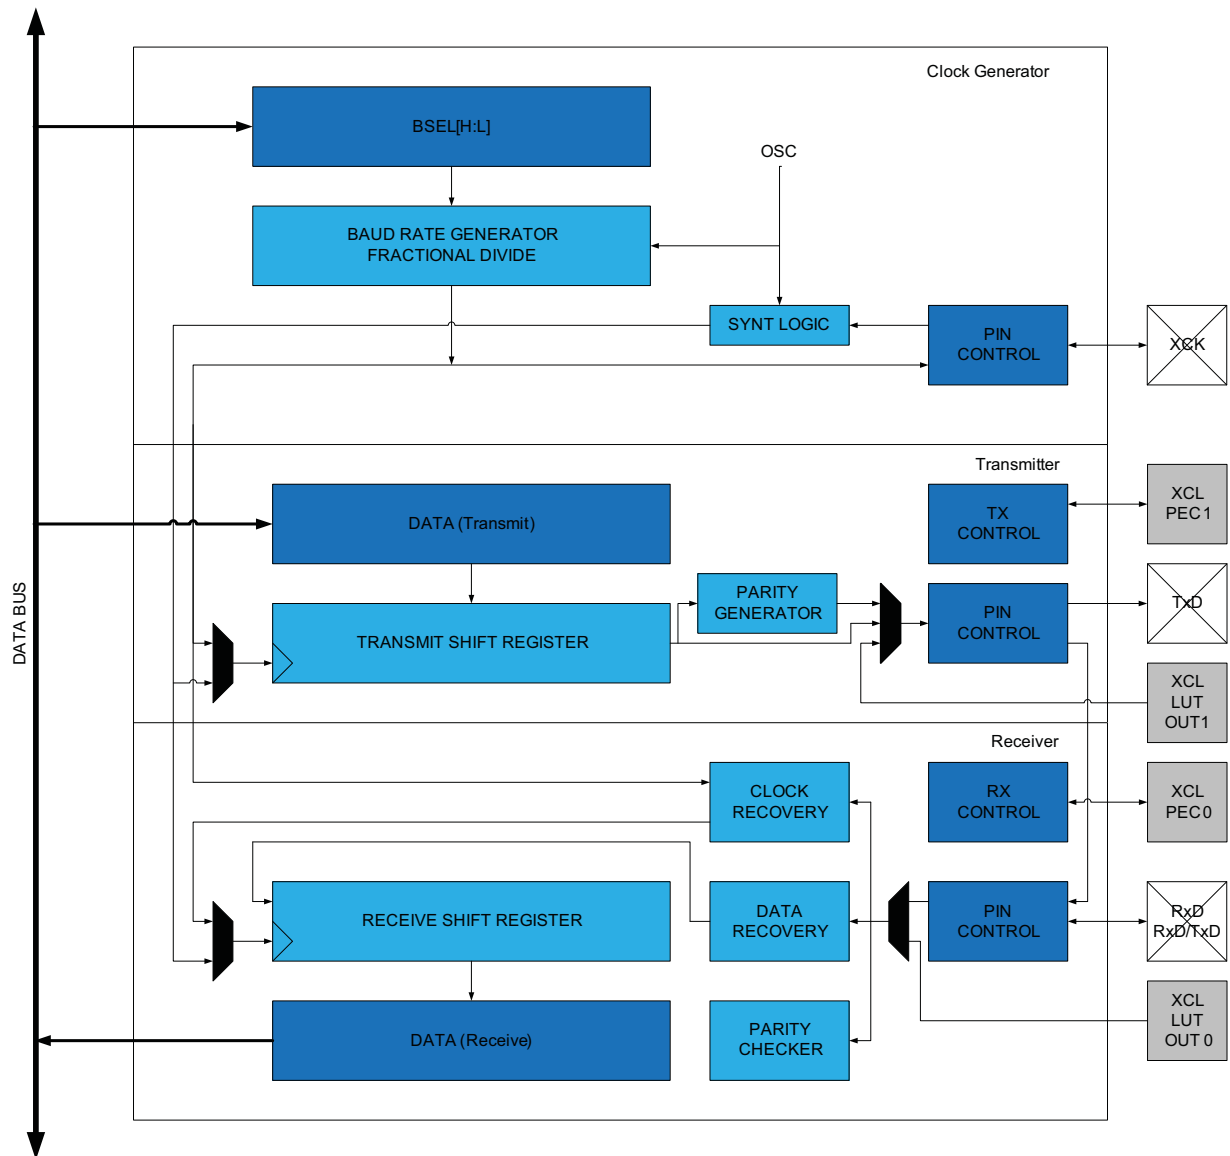 Clock Generator
BSEL[H:L]
OSC
BAUD RATE GENERATOR
FRACTIONAL DIVIDE
SYNT LOGIC
PIN
CONTROL
XCK
Transmitter
DATA (Transmit)
TX
CONTROL
XCL
PEC1
PARITY
GENERATOR
PIN
CONTROL
TxD
TRANSMIT SHIFT REGISTER
DATA BUS
XCL
LUT
OUT1
Receiver
CLOCK
RECOVERY
RX
CONTROL
XCL
PEC0
RECEIVE SHIFT REGISTER
DATA
RECOVERY
PIN
CONTROL
RxD
RxD/TxD
DATA (Receive)
PARITY
CHECKER
XCL
LUT
OUT 0